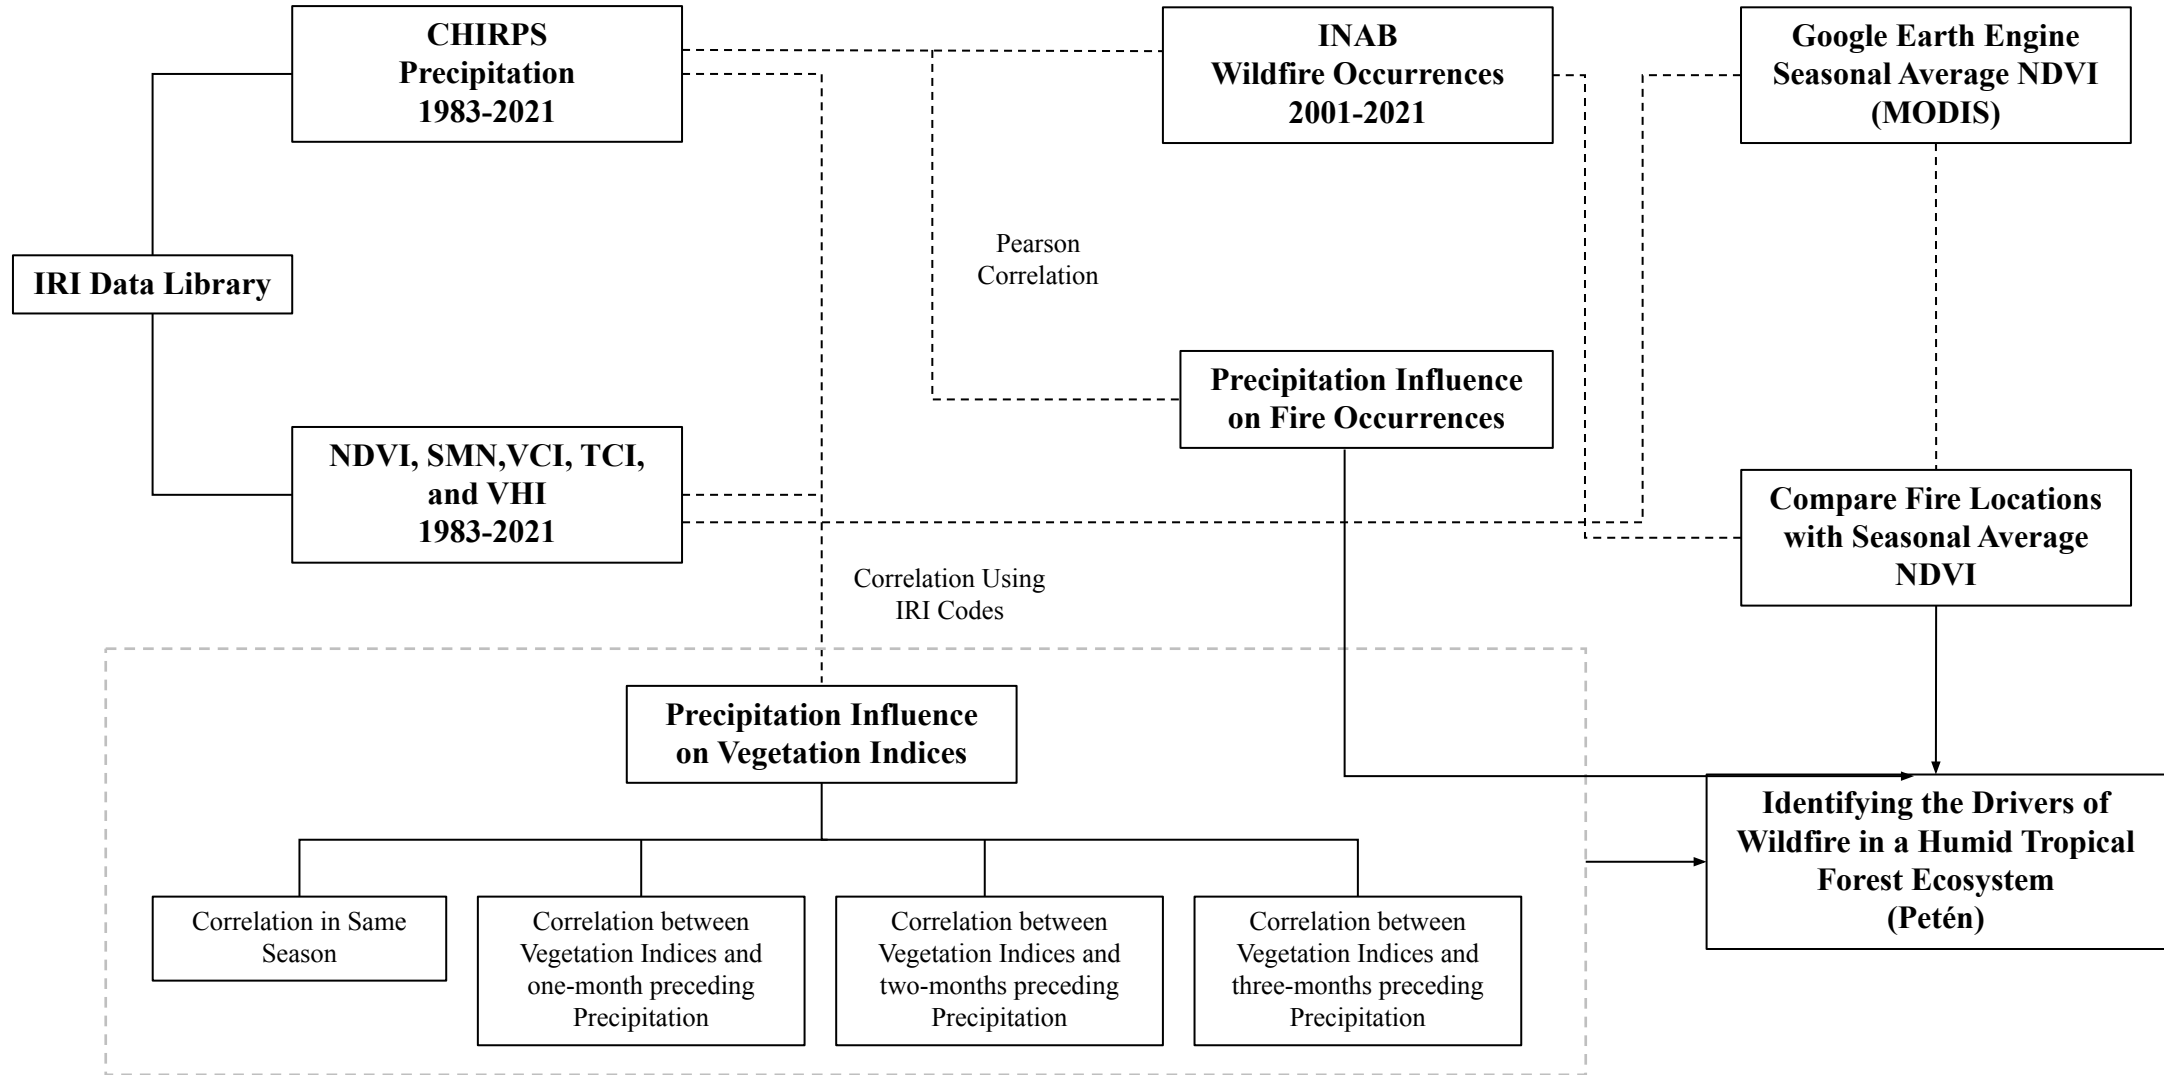 CHIRPS
Precipitation
1983-2021
INAB
Wildfire Occurrences
2001-2021
Google Earth Engine
Seasonal Average NDVI
(MODIS)
Pearson
Correlation
IRI Data Library
Precipitation Influence
on Fire Occurrences
NDVI, SMN,VCI, TCI,
and VHI
1983-2021
Compare Fire Locations
with Seasonal Average
NDVI
Correlation Using
IRI Codes
Precipitation Influence
on Vegetation Indices
Identifying the Drivers of
Wildfire in a Humid Tropical
Forest Ecosystem
(Petén)
Correlation in Same
Season
Correlation between
Vegetation Indices and
one-month preceding
Precipitation
Correlation between
Vegetation Indices and
two-months preceding
Precipitation
Correlation between
Vegetation Indices and
three-months preceding
Precipitation